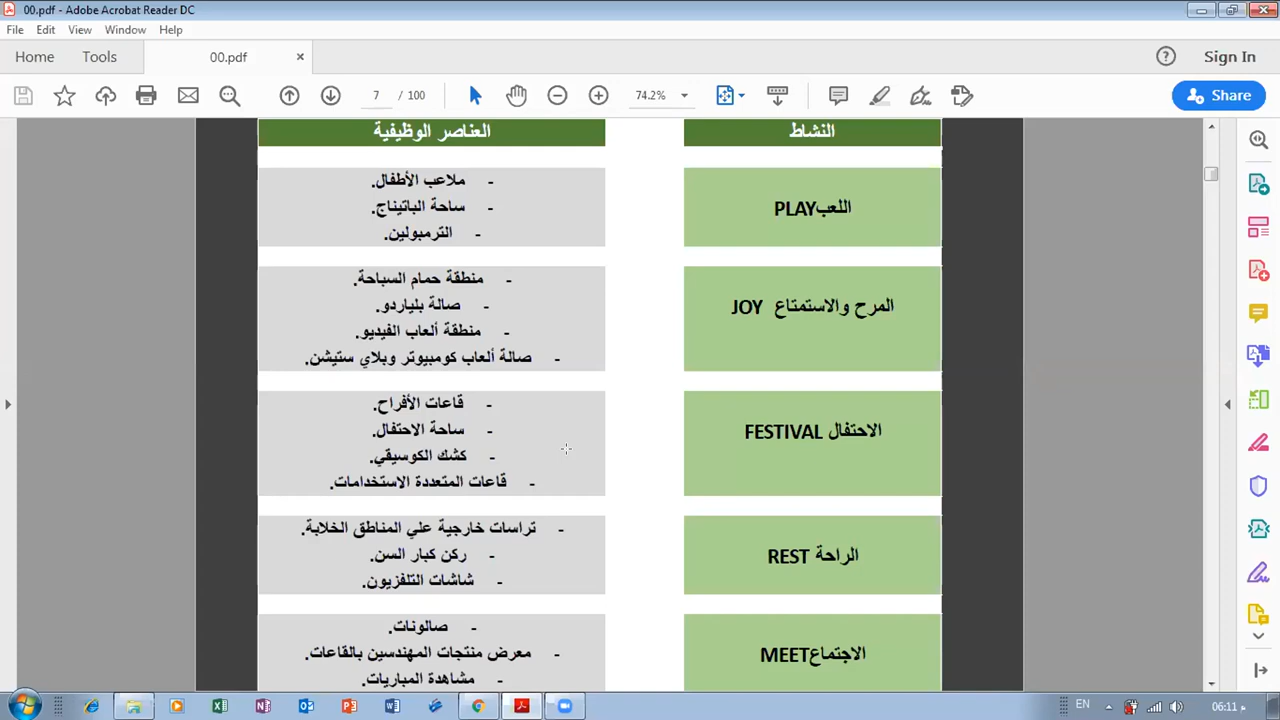 00.pdf - Adobe Acrobat Reader DC
File Edit View Window Help
Home Tools 00.pdf × Sign In
7 / 100 74.2% Share
النشاط
العناصر الوظيفية
اللعبPLAY
- ملاعب الأطفال.
- ساحة الباتيناج.
- الترمبولين.
المرح والاستمتاع JOY
- منطقة حمام السباحة.
- صالة بلياردو.
- منطقة ألعاب الفيديو.
- صالة ألعاب كومبيوتر وبلاي ستيشن.
الاحتفال FESTIVAL
- قاعات الأفراح.
- ساحة الاحتفال.
- كشك الكوسيقي.
- قاعات المتعددة الاستخدامات.
الراحة REST
- تراسات خارجية علي المناطق الخلابة.
- ركن كبار السن.
- شاشات التلفزيون.
الاجتماعMEET
- صالونات.
- معرض منتجات المهندسين بالقاعات.
- مشاهدة المباريات.
EN 06:11 م